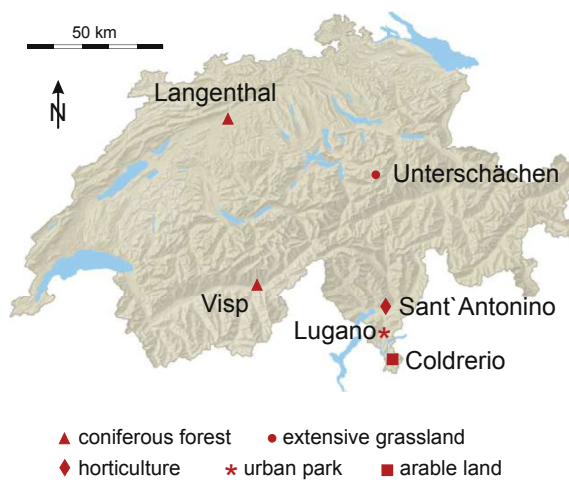 50 km
N
Langenthal
Unterschächen
Visp
Sant`Antonino
Lugano
Coldrerio
coniferous forest
extensive grassland
horticulture
urban park
arable land